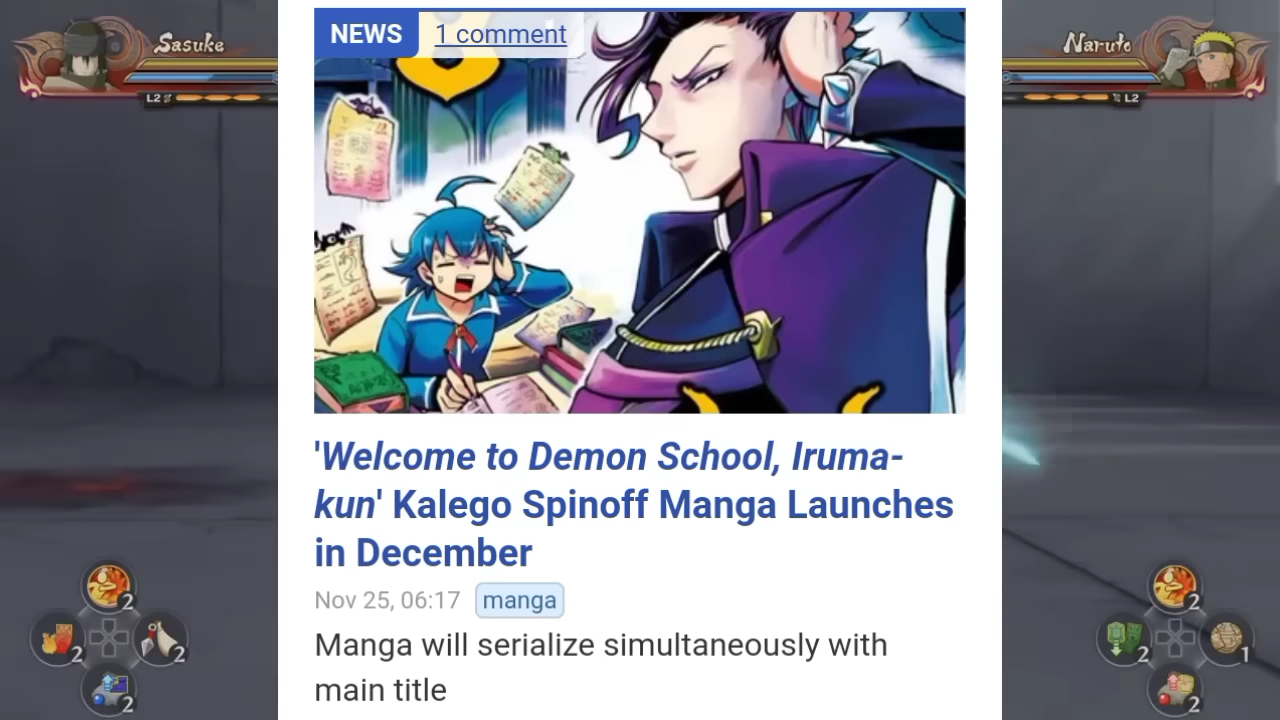 Sasuke
L2
NEWS 1 comment
Naruto
L2
'Welcome to Demon School, Iruma-
kun' Kalego Spinoff Manga Launches
in December
Nov 25, 06:17 manga
Manga will serialize simultaneously with
main title
2
2
2
2
2
2
1
2